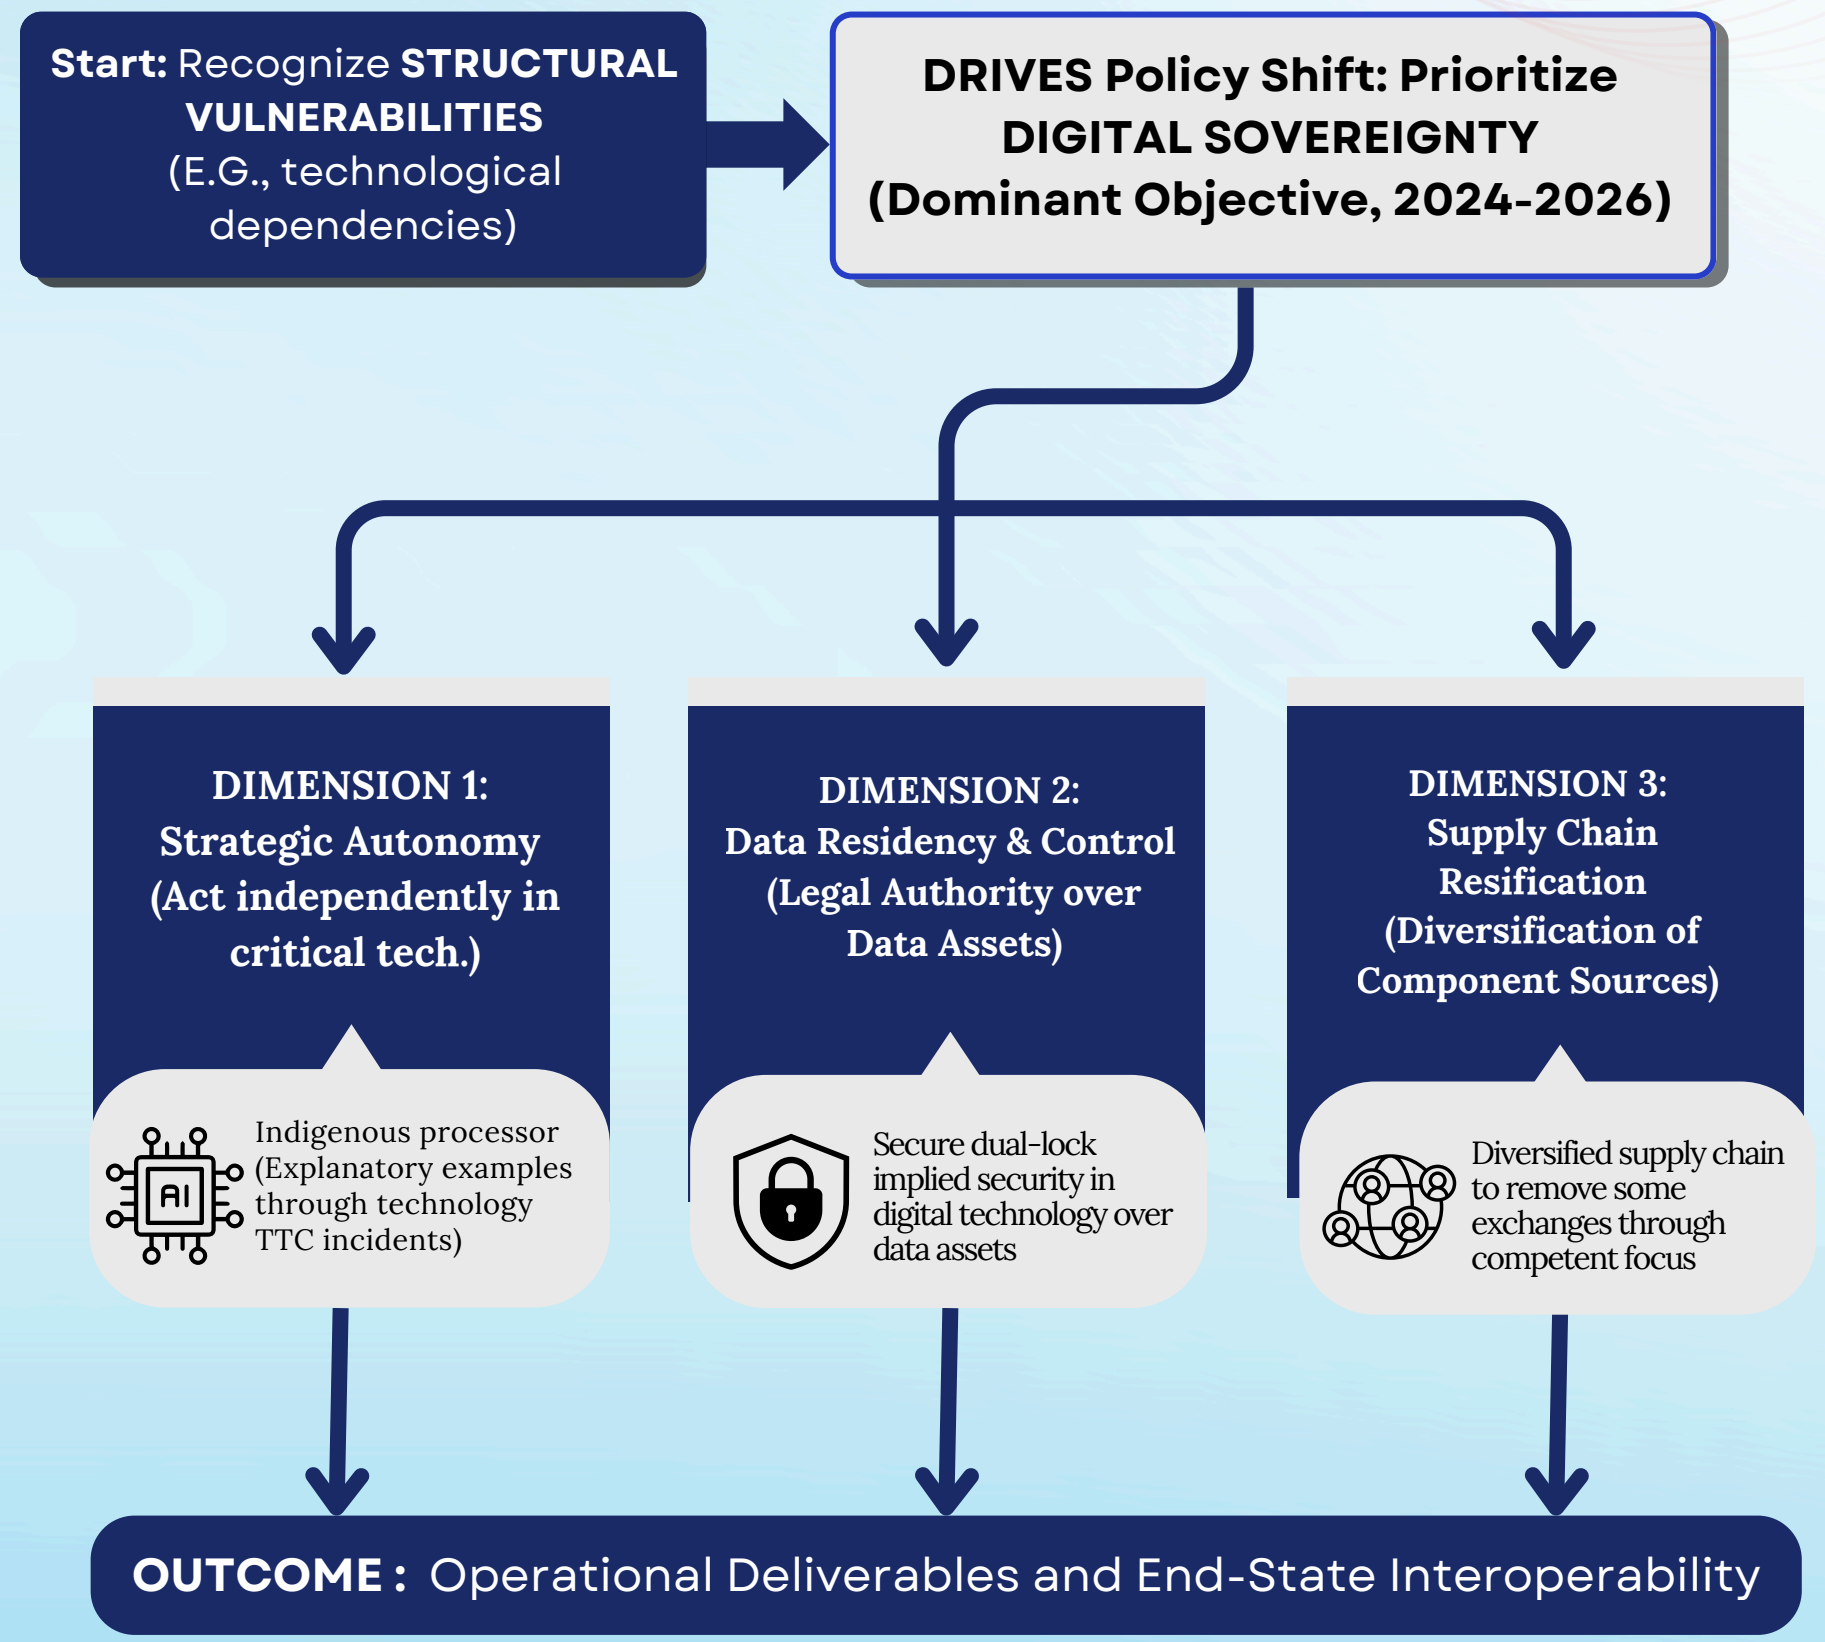 Start: Recognize STRUCTURAL
VULNERABILITIES
(E.G., technological
dependencies)
DRIVES Policy Shift: Prioritize
DIGITAL SOVEREIGNTY
(Dominant Objective, 2024-2026)
DIMENSION 1:
Strategic Autonomy
(Act independently in
critical tech.)
AI
Indigenous processor
(Explanatory examples
through technology
TTC incidents)
DIMENSION 2:
Data Residency & Control
(Legal Authority over
Data Assets)
Secure dual-lock
implied security in
digital technology over
data assets
DIMENSION 3:
Supply Chain
Resification
(Diversification of
Component Sources)
Diversified supply chain
to remove some
exchanges through
competent focus
OUTCOME : Operational Deliverables and End-State Interoperability